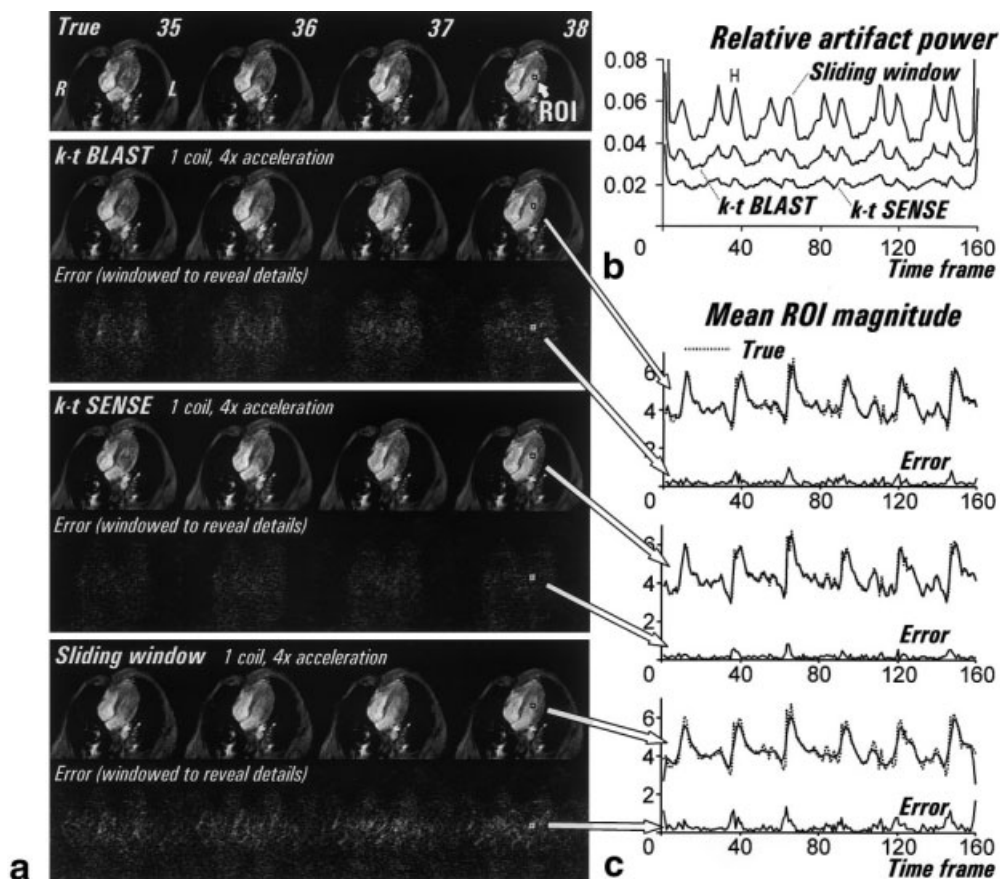 True 35 36 37 38
R L
ROI
k-t BLAST 1 coil, 4x acceleration
Error (windowed to reveal details)
k-t SENSE 1 coil, 4x acceleration
Error (windowed to reveal details)
Sliding window 1 coil, 4x acceleration
Error (windowed to reveal details)
a
Relative artifact power
0.08
0.06
0.04
0.02
H
Sliding window
k-t BLAST
k-t SENSE
0 40 80 120 160
Time frame
b
Mean ROI magnitude
True
6
4
2
Error
0 40 80 120 160
6
4
2
Error
0 40 80 120 160
6
4
2
Error
0 40 80 120 160
Time frame
c